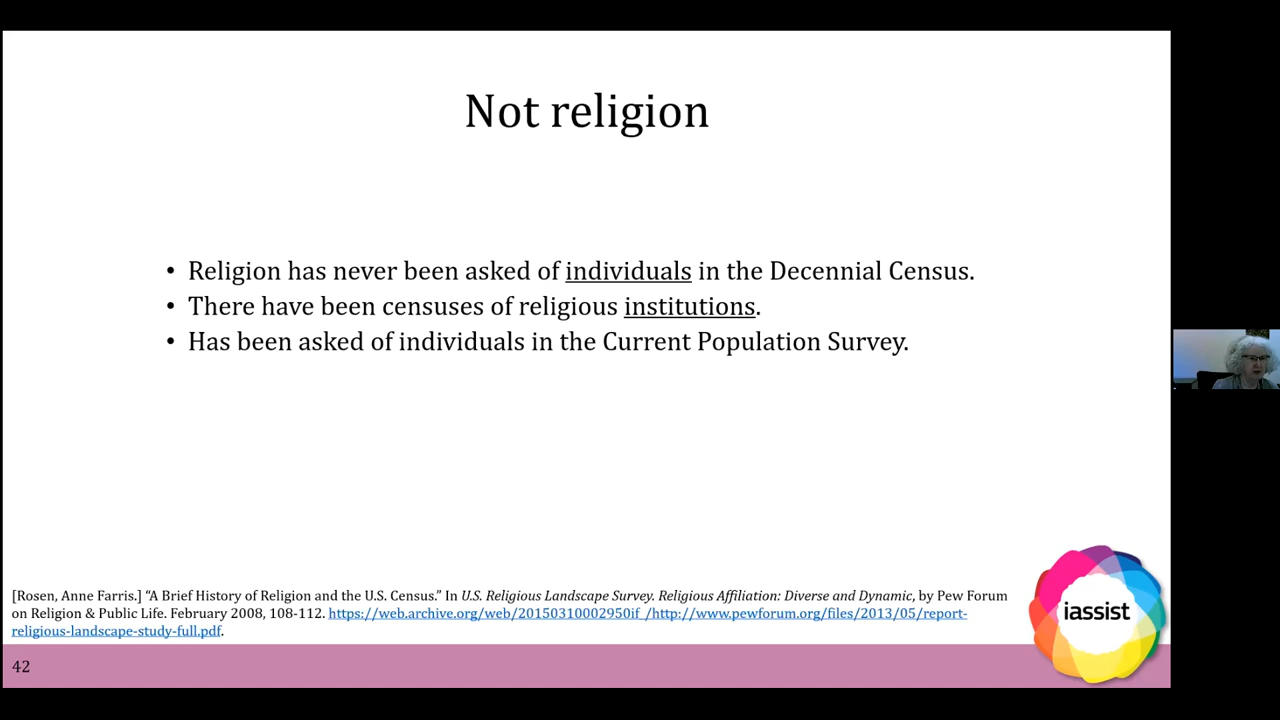 Not religion
• Religion has never been asked of individuals in the Decennial Census.
• There have been censuses of religious institutions.
• Has been asked of individuals in the Current Population Survey.
[Rosen, Anne Farris.] “A Brief History of Religion and the U.S. Census.” In U.S. Religious Landscape Survey. Religious Affiliation: Diverse and Dynamic, by Pew Forum
on Religion & Public Life. February 2008, 108-112. https://web.archive.org/web/20150310002950if_/http://www.pewforum.org/files/2013/05/report-
religious-landscape-study-full.pdf.
iassist
42